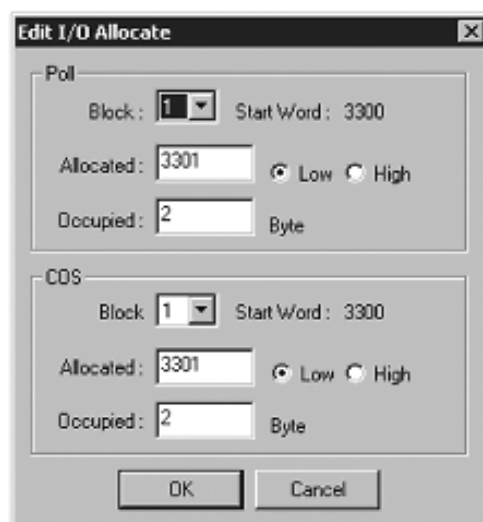 Edit I/O Allocate
Poll
Block : 1 Start Word : 3300
Allocated : 3301 Low High
Occupied : 2 Byte
COS
Block 1 Start Word : 3300
Allocated : 3301 Low High
Occupied : 2 Byte
OK Cancel